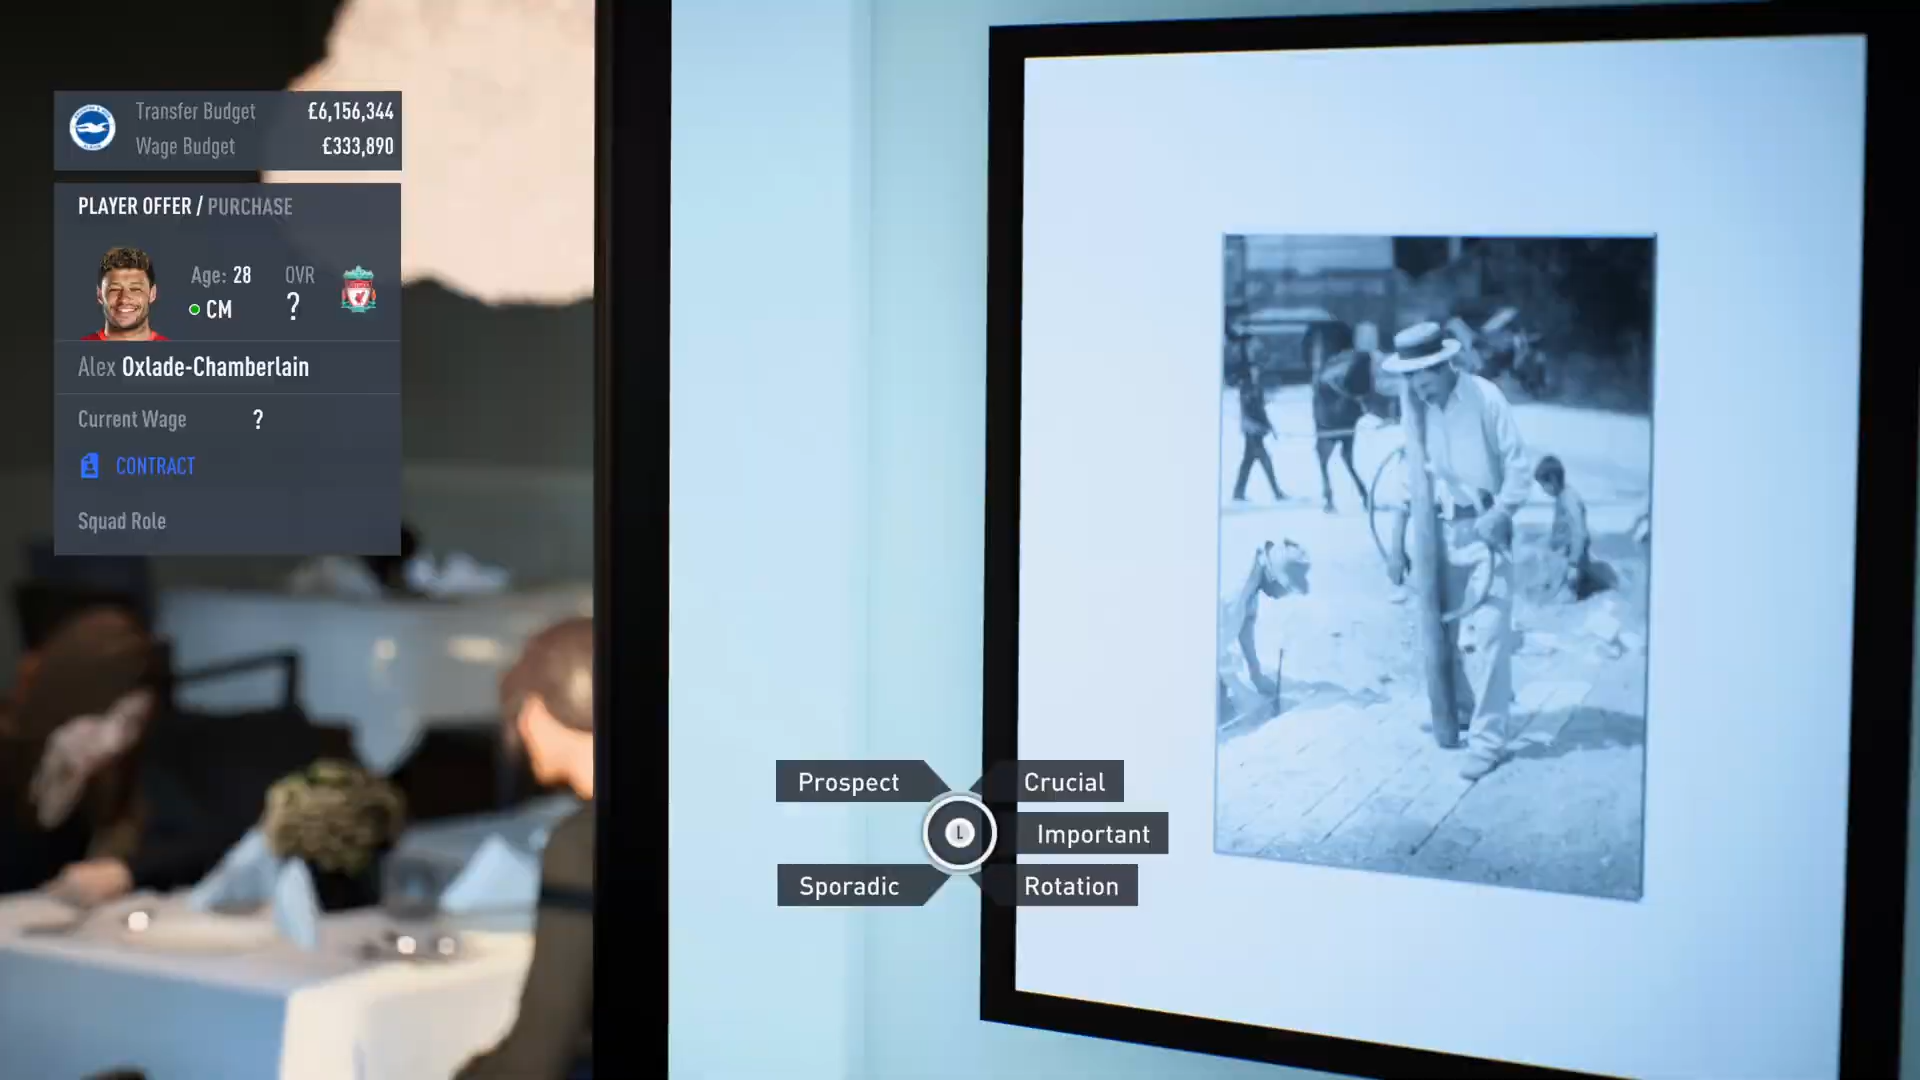 Transfer Budget £6,156,344
Wage Budget £333,890
PLAYER OFFER / PURCHASE
Age: 28 OVR
CM ?
Alex Oxlade-Chamberlain
Current Wage ?
CONTRACT
Squad Role
Prospect Crucial
L Important
Sporadic Rotation